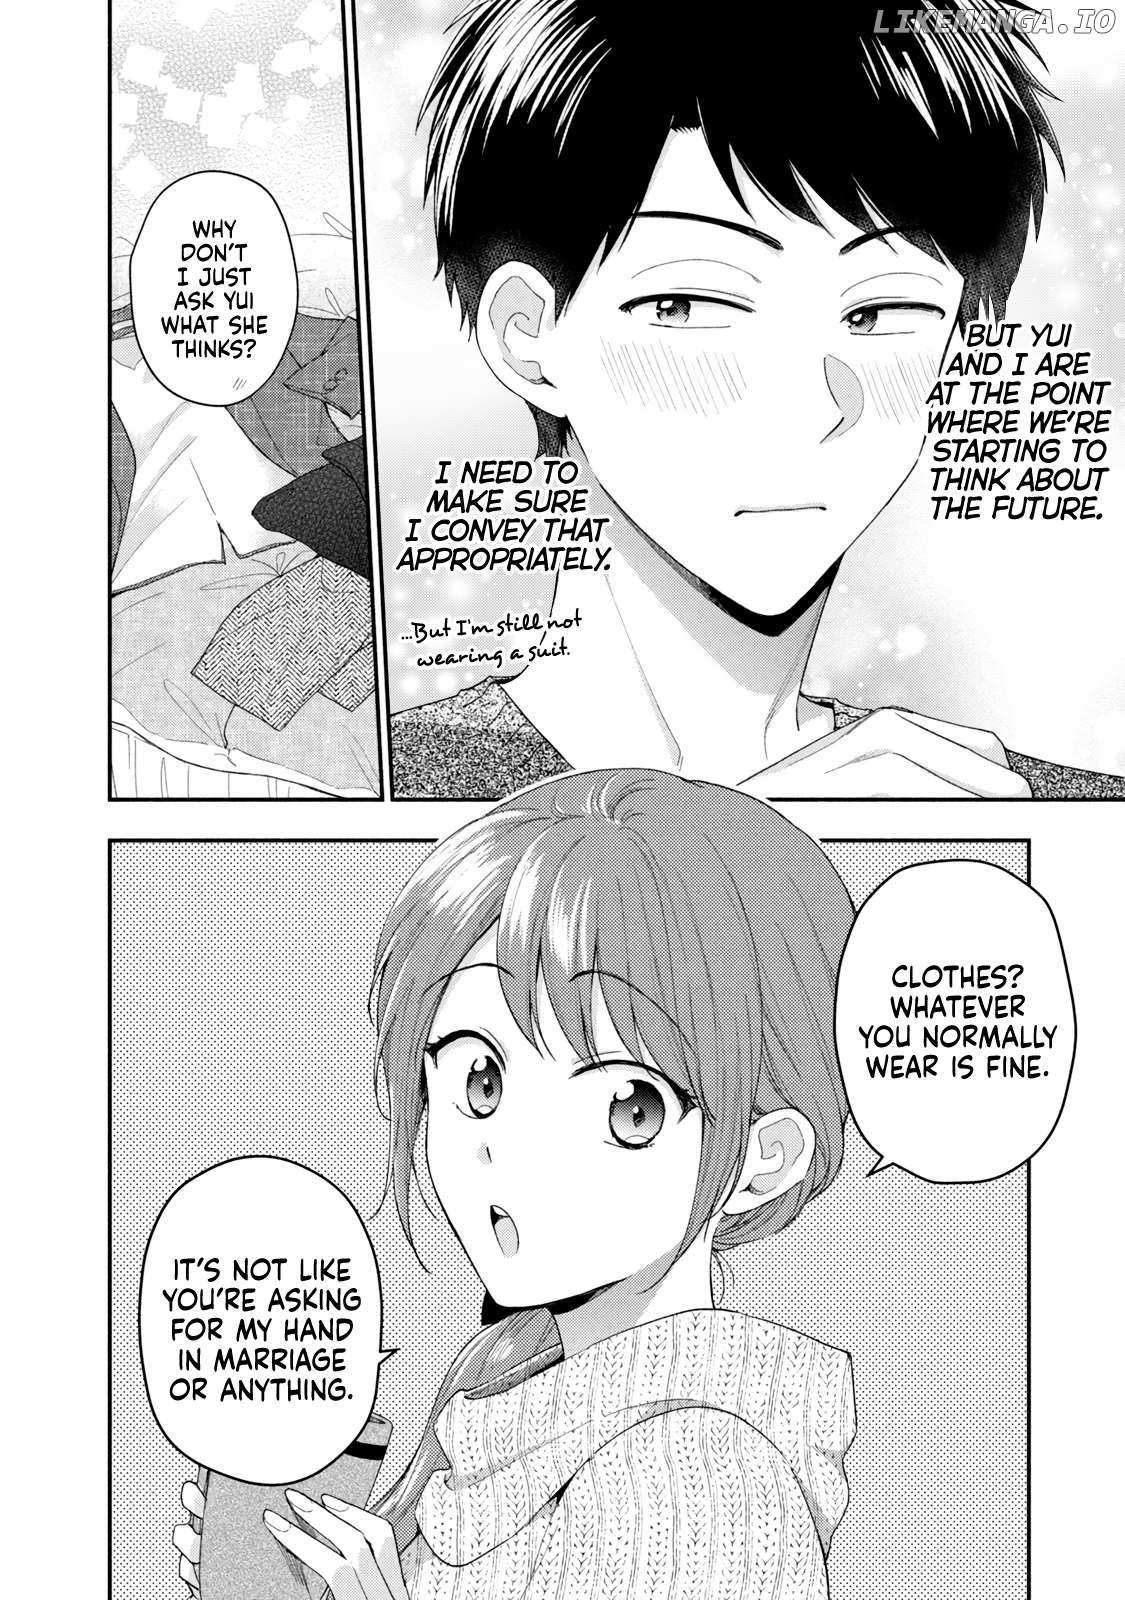 LIKEMANGA.IO
BUT YUI
AND I ARE
AT THE POINT
WHERE WE'RE
STARTING TO
THINK ABOUT
THE FUTURE.
I NEED TO
MAKE SURE
I CONVEY THAT
APPROPRIATELY.
...But I'm still not
wearing a suit.
WHY
DON'T
I JUST
ASK YUI
WHAT SHE
THINKS?
CLOTHES?
WHATEVER
YOU NORMALLY
WEAR IS FINE.
IT'S NOT LIKE
YOU'RE ASKING
FOR MY HAND
IN MARRIAGE
OR ANYTHING.